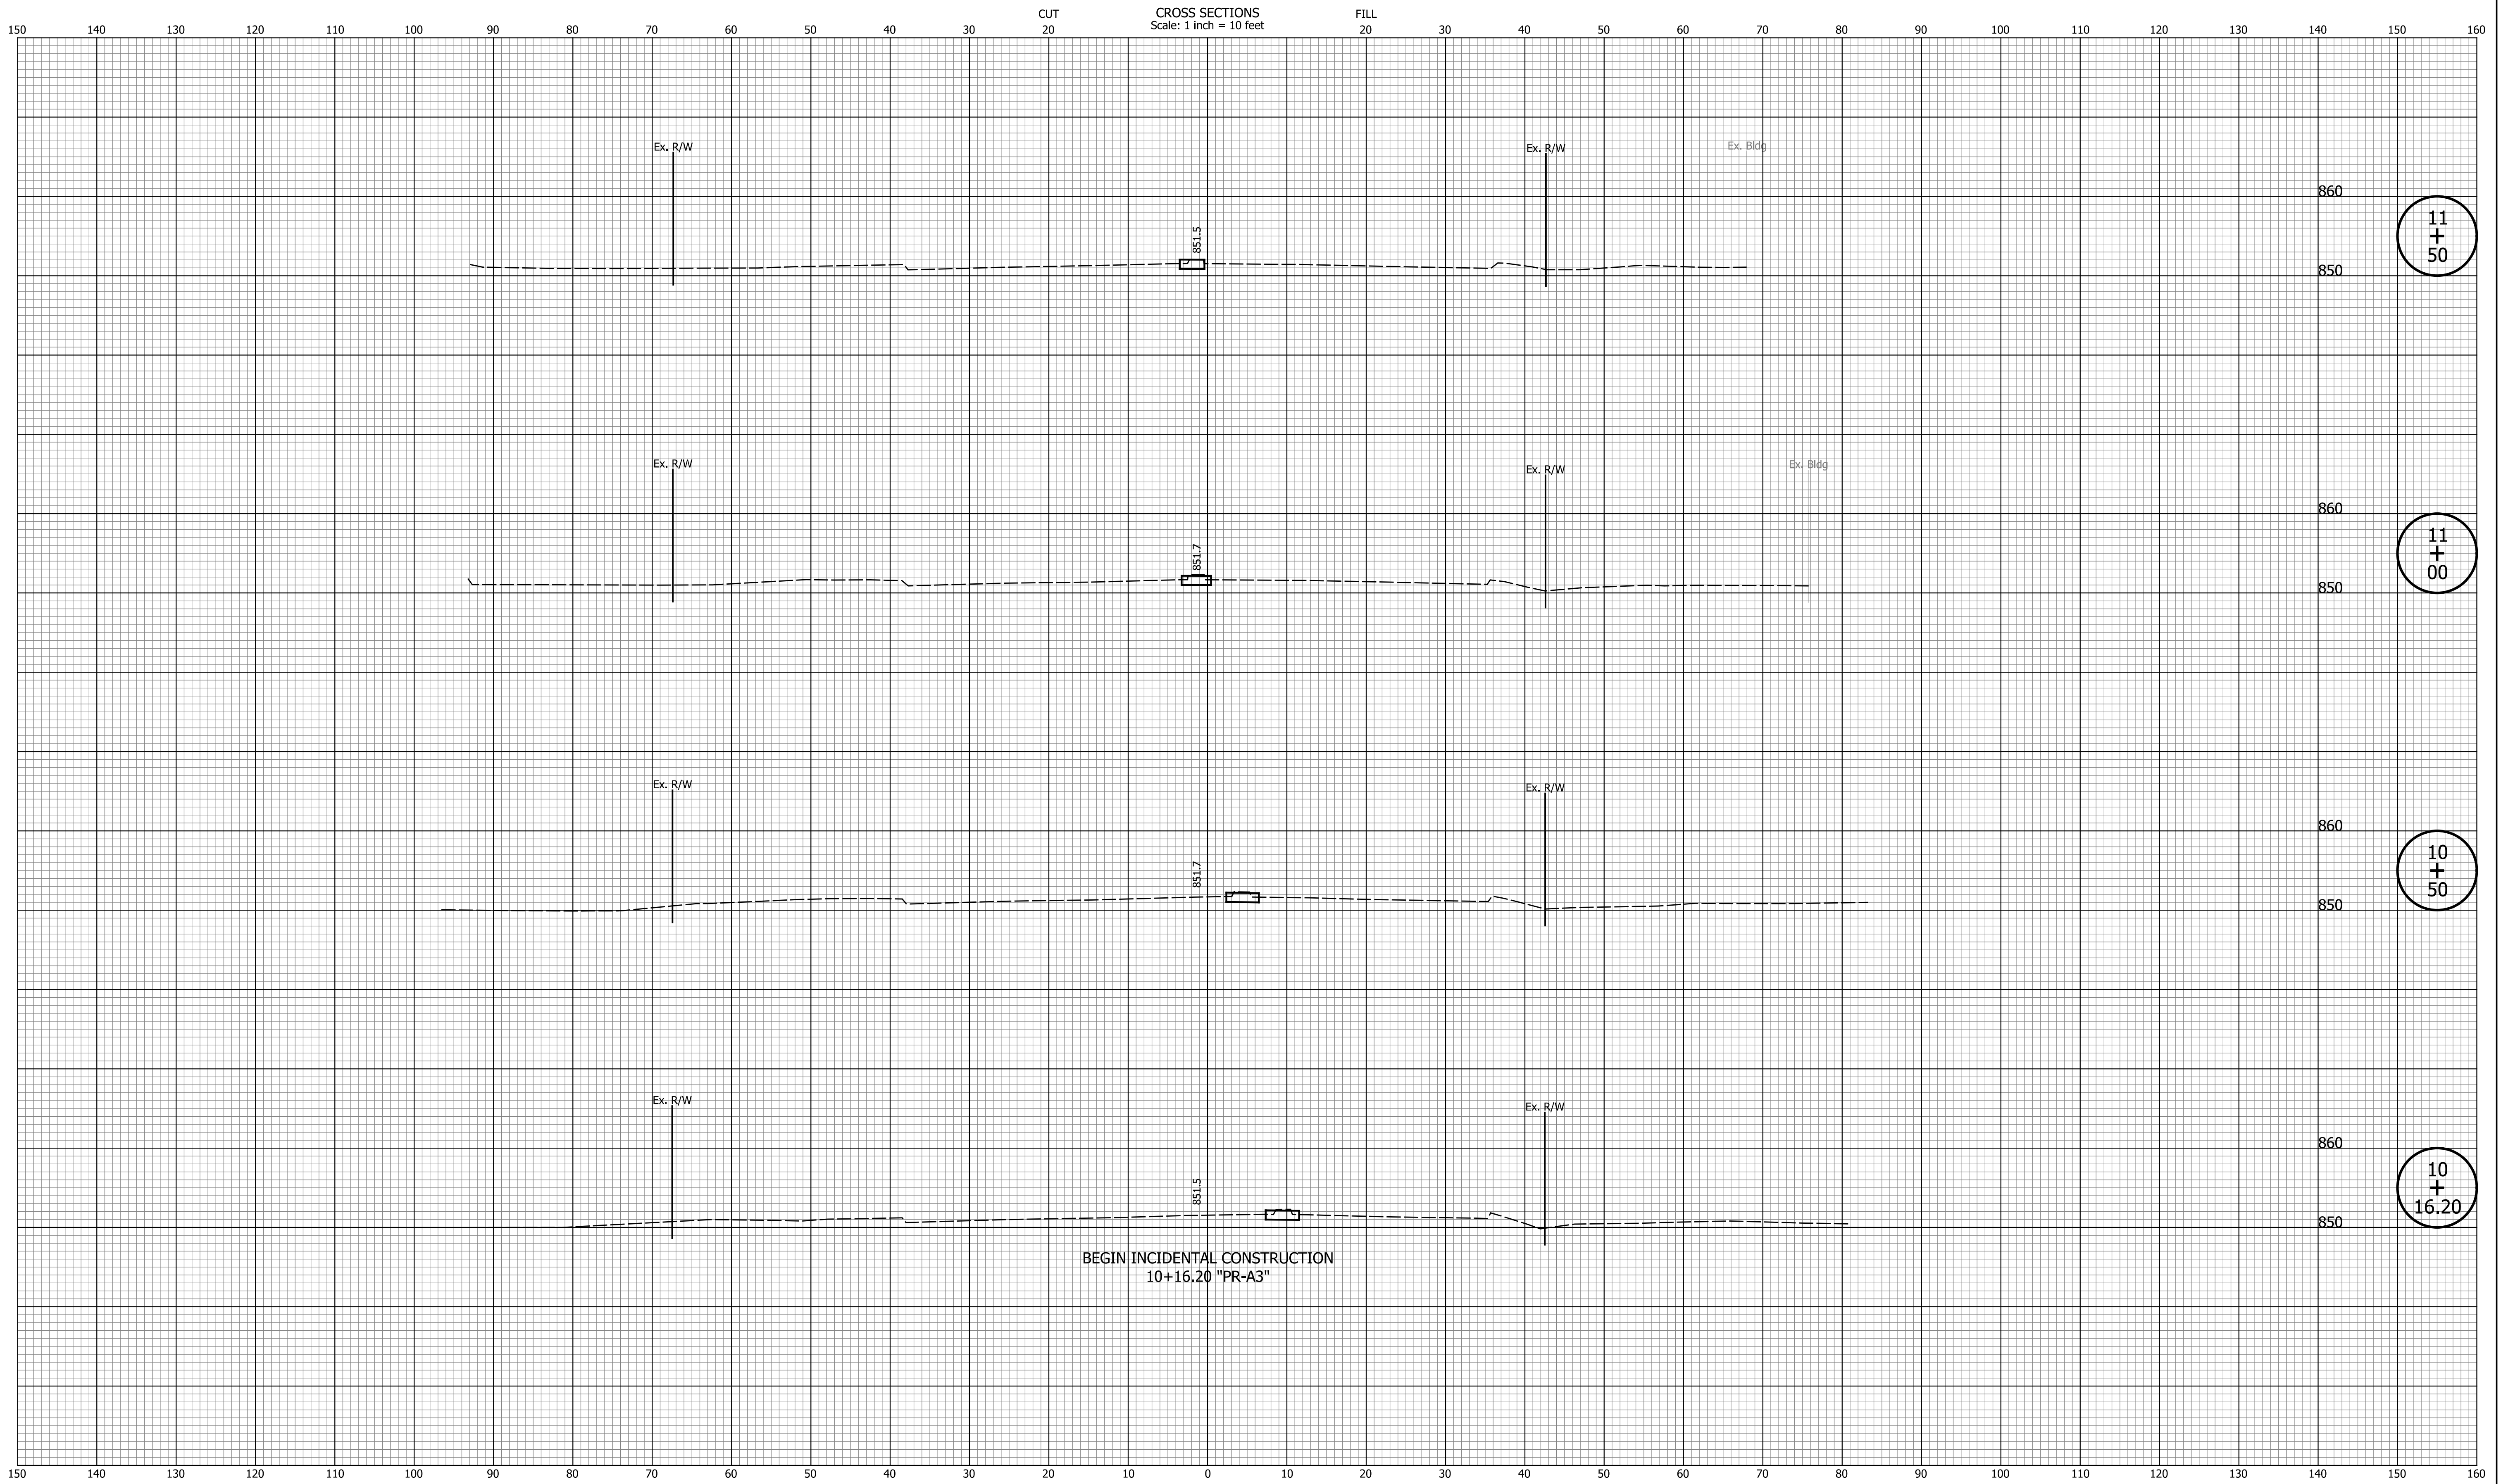 CUT CROSS SECTIONS FILL
Scale: 1 inch = 10 feet
150 140 130 120 110 100 90 80 70 60 50 40 30 20 20 30 40 50 60 70 80 90 100 110 120 130 140 150 160
Ex. R/W Ex. R/W Ex. Bldg
860
11
+
50
851.5
850
Ex. R/W Ex. R/W Ex. Bldg
860
11
+
00
851.7
850
Ex. R/W Ex. R/W
860
10
+
50
851.7
850
Ex. R/W Ex. R/W
860
10
+
16.20
851.5
850
BEGIN INCIDENTAL CONSTRUCTION
10+16.20 "PR-A3"
150 140 130 120 110 100 90 80 70 60 50 40 30 20 10 0 10 20 30 40 50 60 70 80 90 100 110 120 130 140 150 160